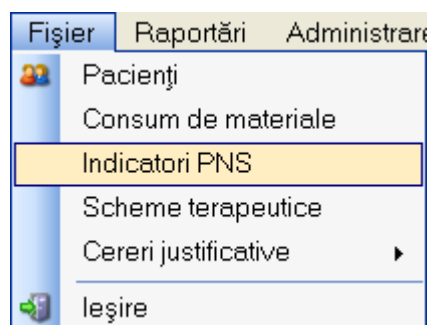 Fişier Raportări Administrare
Pacienţi
Consum de materiale
Indicatori PNS
Scheme terapeutice
Cereri justificative
Ieşire